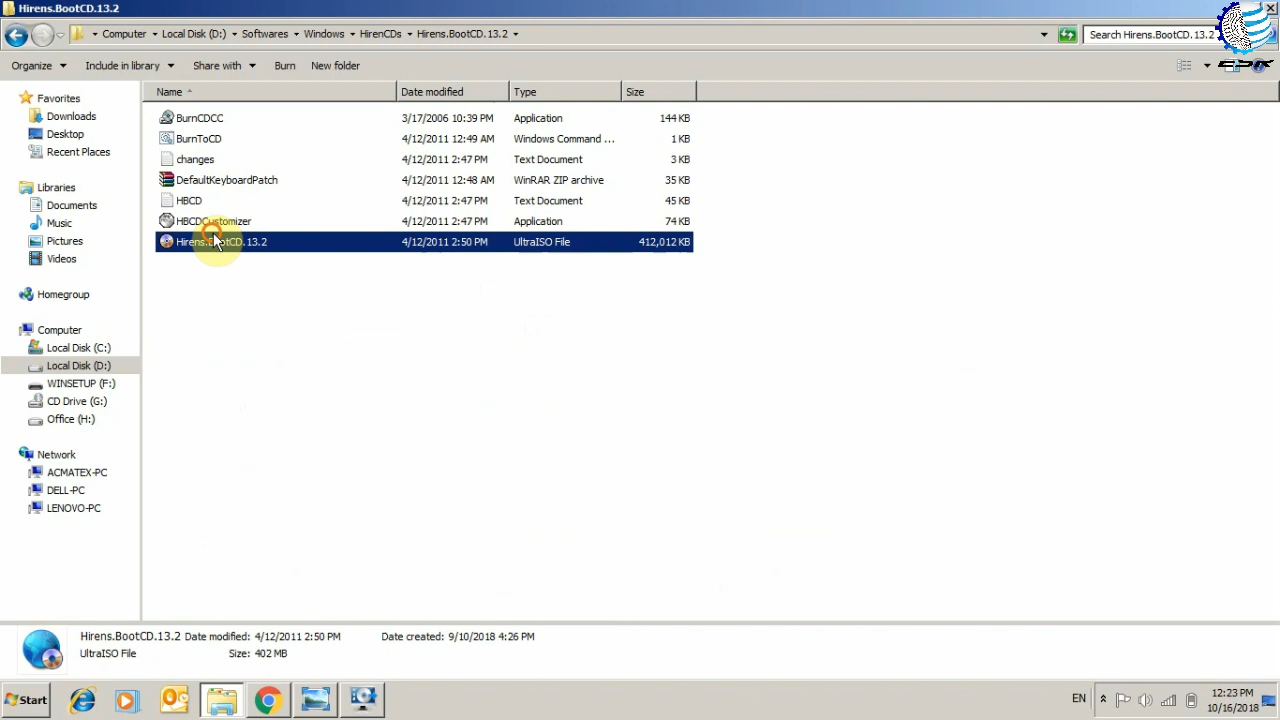 Hirens.BootCD.13.2
Computer Local Disk (D:) Softwares Windows HirenCDs Hirens.BootCD.13.2
Search Hirens.BootCD.13.2
Organize Include in library Share with Burn New folder
Name Date modified Type Size
Favorites
Downloads
Desktop
Recent Places
Libraries
Documents
Music
Pictures
Videos
Homegroup
Computer
Local Disk (C:)
Local Disk (D:)
WINSETUP (F:)
CD Drive (G:)
Office (H:)
Network
ACMATEX-PC
DELL-PC
LENOVO-PC
BurnCDCC 3/17/2006 10:39 PM Application 144 KB
BurnToCD 4/12/2011 12:49 AM Windows Command ... 1 KB
changes 4/12/2011 2:47 PM Text Document 3 KB
DefaultKeyboardPatch 4/12/2011 12:48 AM WinRAR ZIP archive 35 KB
HBCD 4/12/2011 2:47 PM Text Document 45 KB
HBCDCustomizer 4/12/2011 2:47 PM Application 74 KB
Hirens.BootCD.13.2 4/12/2011 2:50 PM UltraISO File 412,012 KB
Hirens.BootCD.13.2 Date modified: 4/12/2011 2:50 PM Date created: 9/10/2018 4:26 PM
UltraISO File Size: 402 MB
Start
EN
12:23 PM
10/16/2018